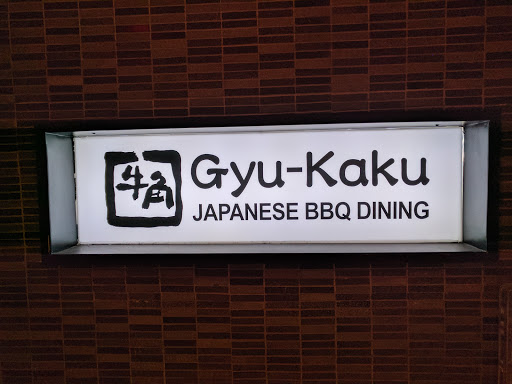 牛角
Gyu-Kaku
JAPANESE BBQ DINING